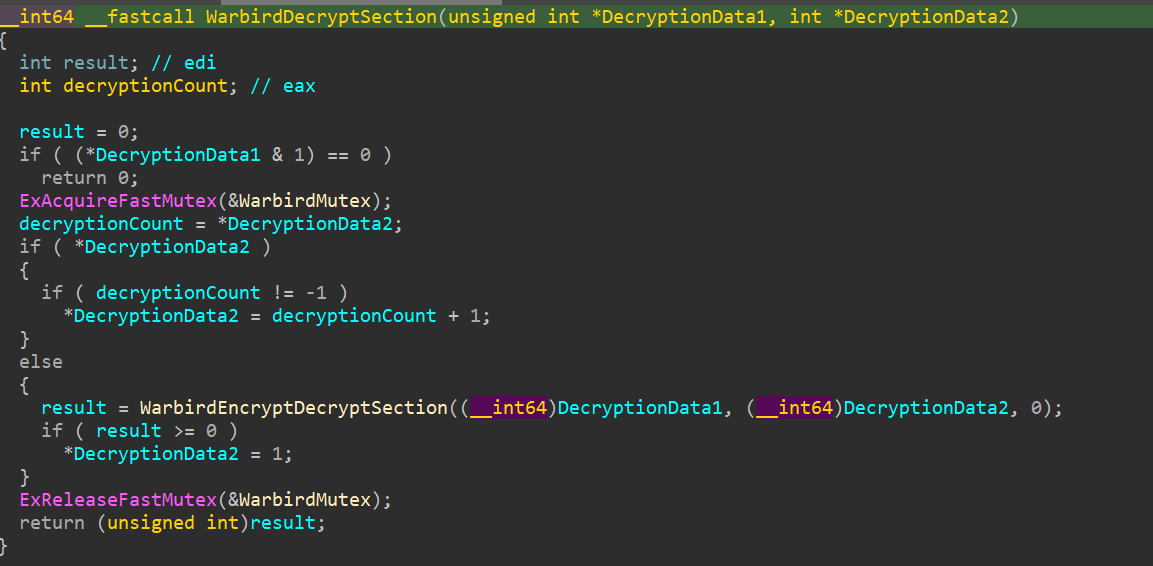 __int64 __fastcall WarbirdDecryptSection(unsigned int *DecryptionData1, int *DecryptionData2)
{
  int result; // edi
  int decryptionCount; // eax
  result = 0;
  if ( (*DecryptionData1 & 1) == 0 )
    return 0;
  ExAcquireFastMutex(&WarbirdMutex);
  decryptionCount = *DecryptionData2;
  if ( *DecryptionData2 )
  {
    if ( decryptionCount != -1 )
      *DecryptionData2 = decryptionCount + 1;
  }
  else
  {
    result = WarbirdEncryptDecryptSection((__int64)DecryptionData1, (__int64)DecryptionData2, 0);
    if ( result >= 0 )
      *DecryptionData2 = 1;
  }
  ExReleaseFastMutex(&WarbirdMutex);
  return (unsigned int)result;
}